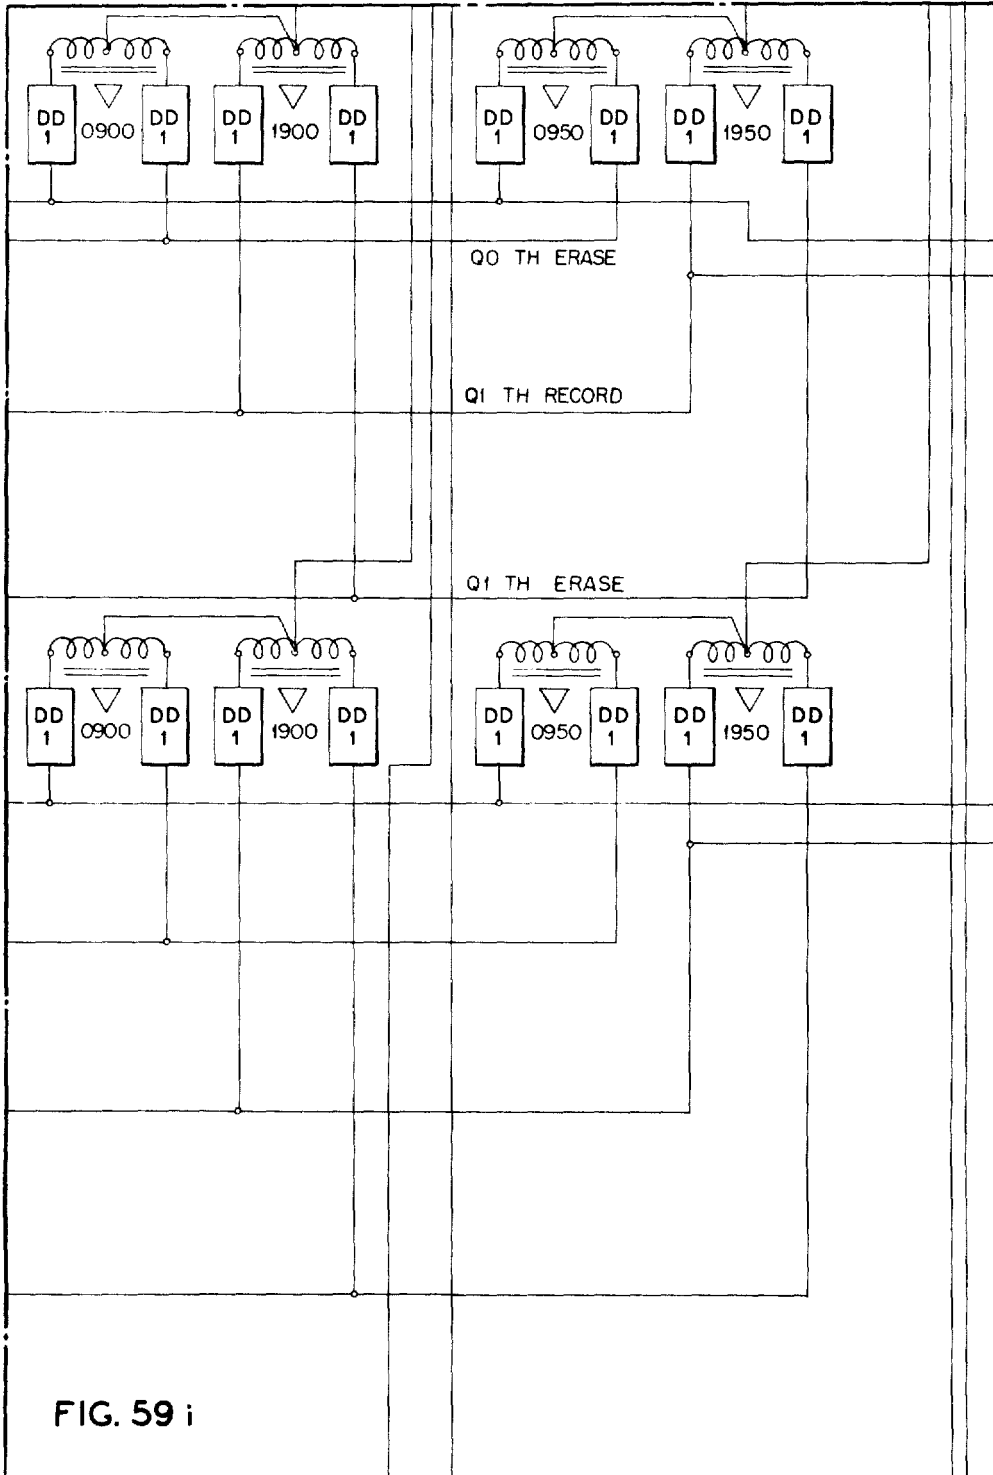 DD 1 0900 DD 1 DD 1 1900 DD 1 DD 1 0950 DD 1 DD 1 1950 DD 1
Q0 TH ERASE
Q1 TH RECORD
Q1 TH ERASE
DD 1 0900 DD 1 DD 1 1900 DD 1 DD 1 0950 DD 1 DD 1 1950 DD 1
FIG. 59 i